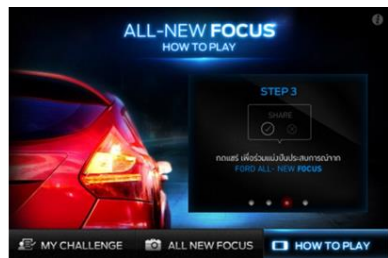 ALL-NEW FOCUS
HOW TO PLAY
STEP 3
SHARE
กดแชร์ เพื่อร่วมแบ่งปันประสบการณ์จาก
FORD ALL- NEW FOCUS
MY CHALLENGE
ALL NEW FOCUS
HOW TO PLAY